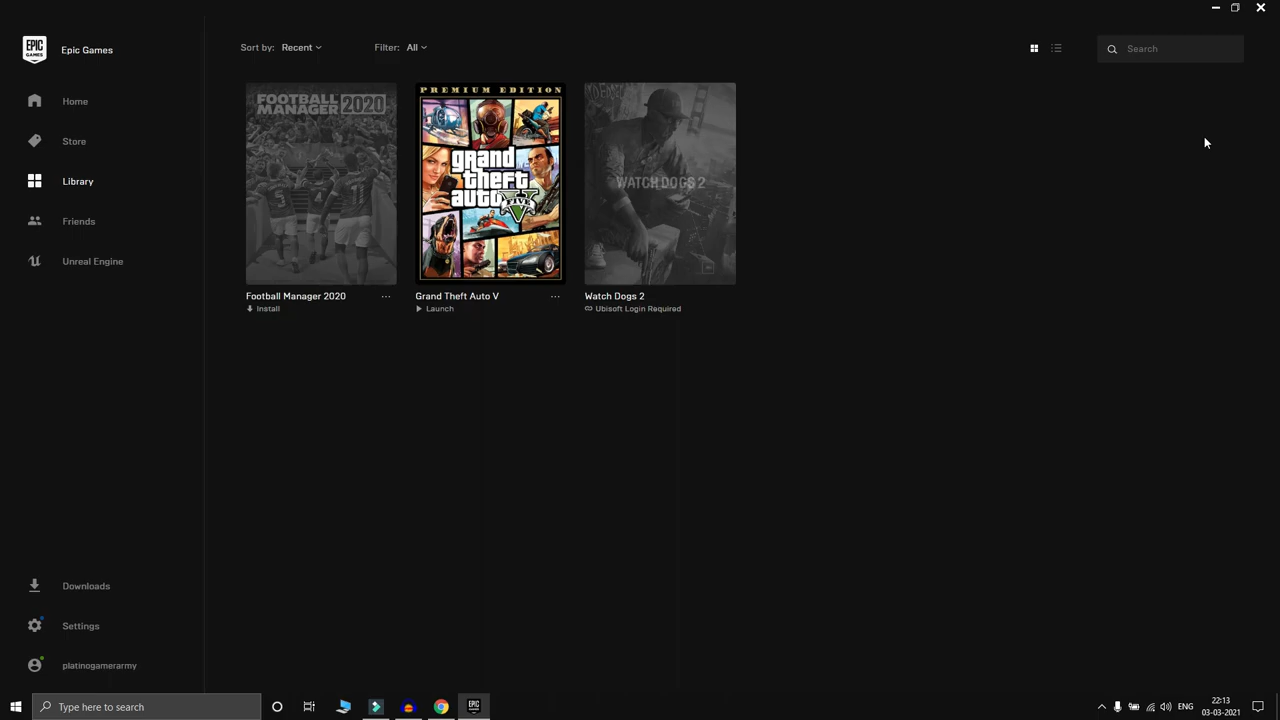 EPIC GAMES
Epic Games
Home
Store
Library
Friends
Unreal Engine
Downloads
Settings
platinogamerarmy
Sort by: Recent
Filter: All
Search
FOOTBALL
MANAGER 2020
PREMIUM EDITION
grand
theft
auto
FIVE
WATCH DOGS 2
Football Manager 2020 ...
Install
Grand Theft Auto V ...
Launch
Watch Dogs 2
Ubisoft Login Required
Type here to search
EPIC GAMES
ENG
22:13
03-03-2021